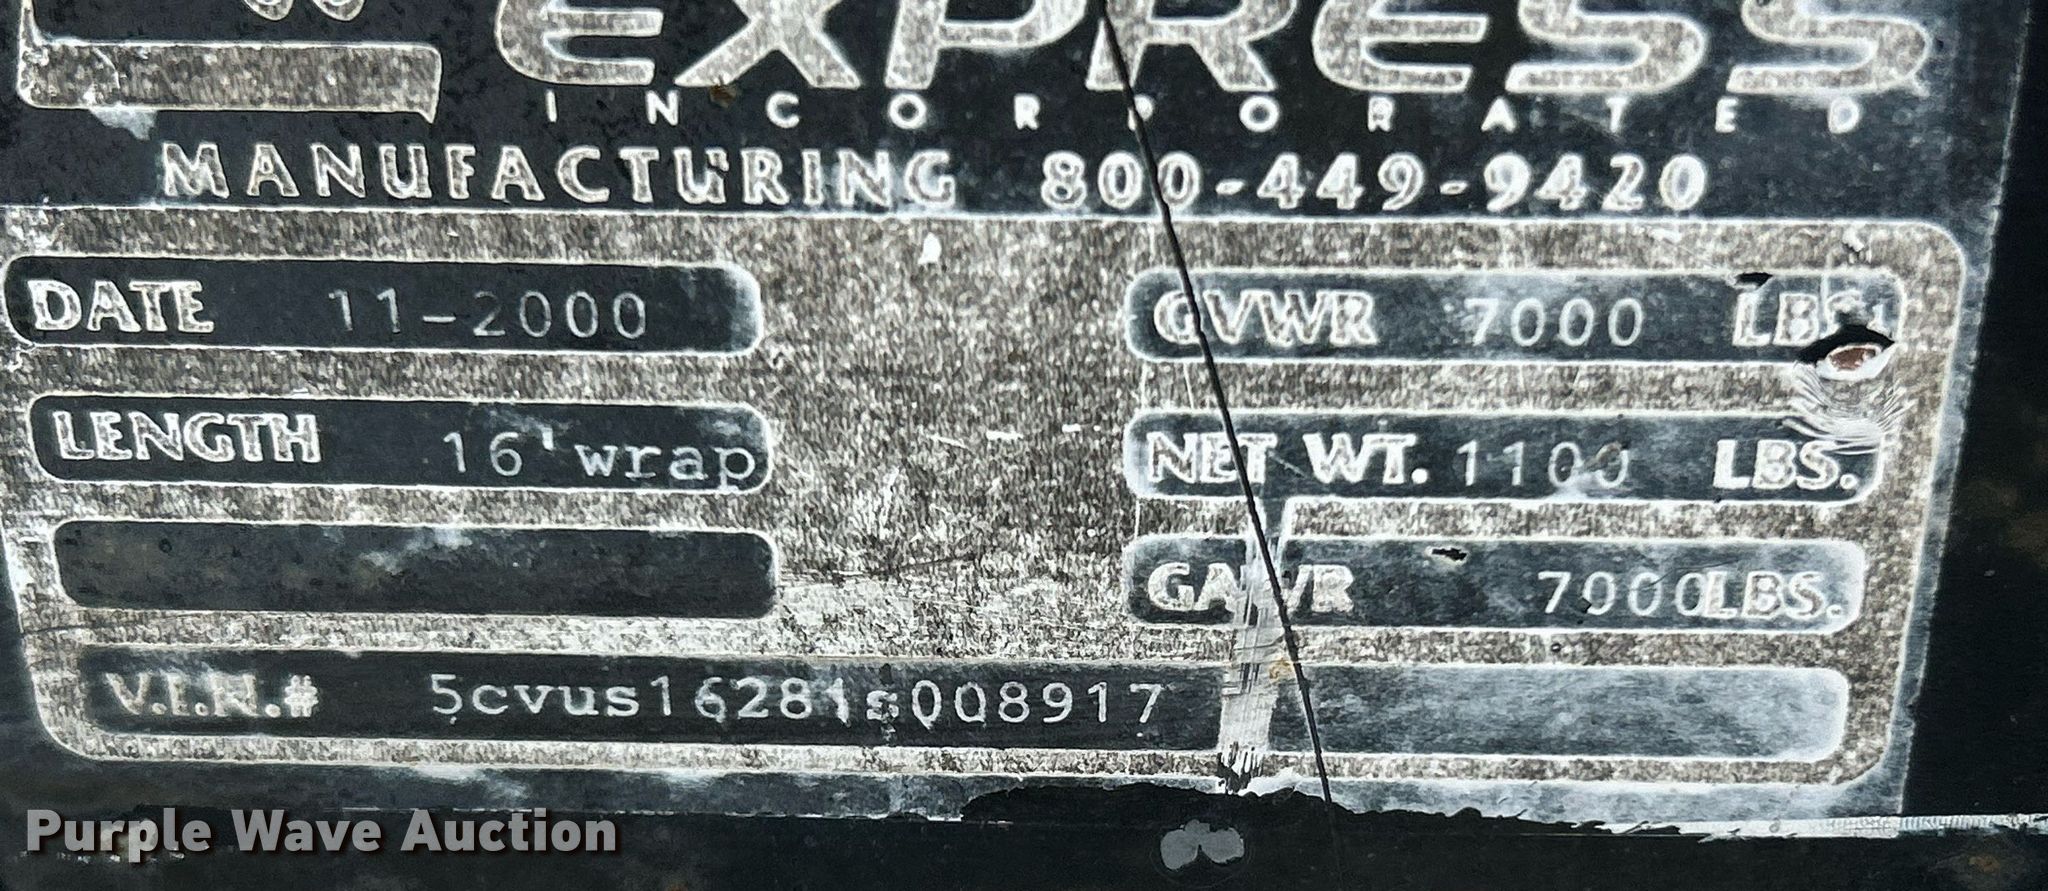 EXPRESS
INCORPORATED
MANUFACTURING 800-449-9420
DATE 11-2000
GVWR 7000 LBS.
LENGTH 16'wrap
NET WT. 1100 LBS.
GAWR 7000LBS.
V.I.N.# 5cvus16281s008917
Purple Wave Auction